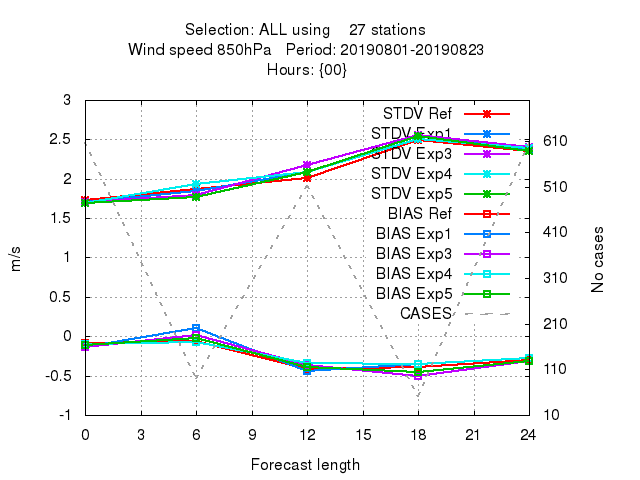 Selection: ALL using    27 stations
Wind speed 850hPa   Period: 20190801-20190823
Hours: {00}
m/s
3
2.5
2
1.5
1
0.5
0
-0.5
-1
STDV Ref
STDV Exp1
STDV Exp3
STDV Exp4
STDV Exp5
BIAS Ref
BIAS Exp1
BIAS Exp3
BIAS Exp4
BIAS Exp5
CASES
610
510
410
310
210
110
10
No cases
0 3 6 9 12 15 18 21 24
Forecast length